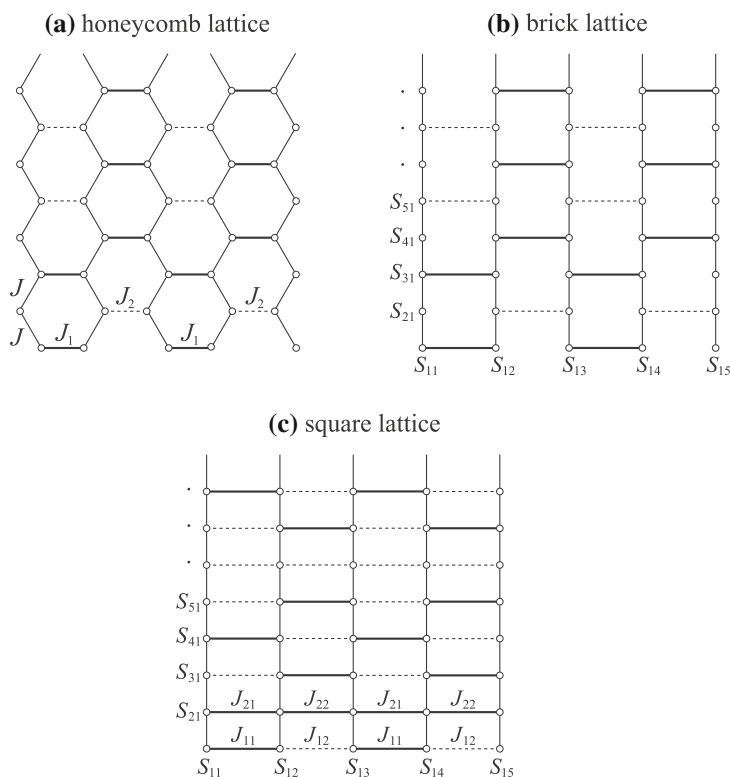 (a) honeycomb lattice
J
J₂
J₂
J
J₁
J₁
(b) brick lattice
.
.
.
S₅₁
S₄₁
S₃₁
S₂₁
S₁₁ S₁₂ S₁₃ S₁₄ S₁₅
(c) square lattice
.
.
.
S₅₁
S₄₁
S₃₁
J₂₁ J₂₂ J₂₁ J₂₂
S₂₁
J₁₁ J₁₂ J₁₁ J₁₂
S₁₁ S₁₂ S₁₃ S₁₄ S₁₅